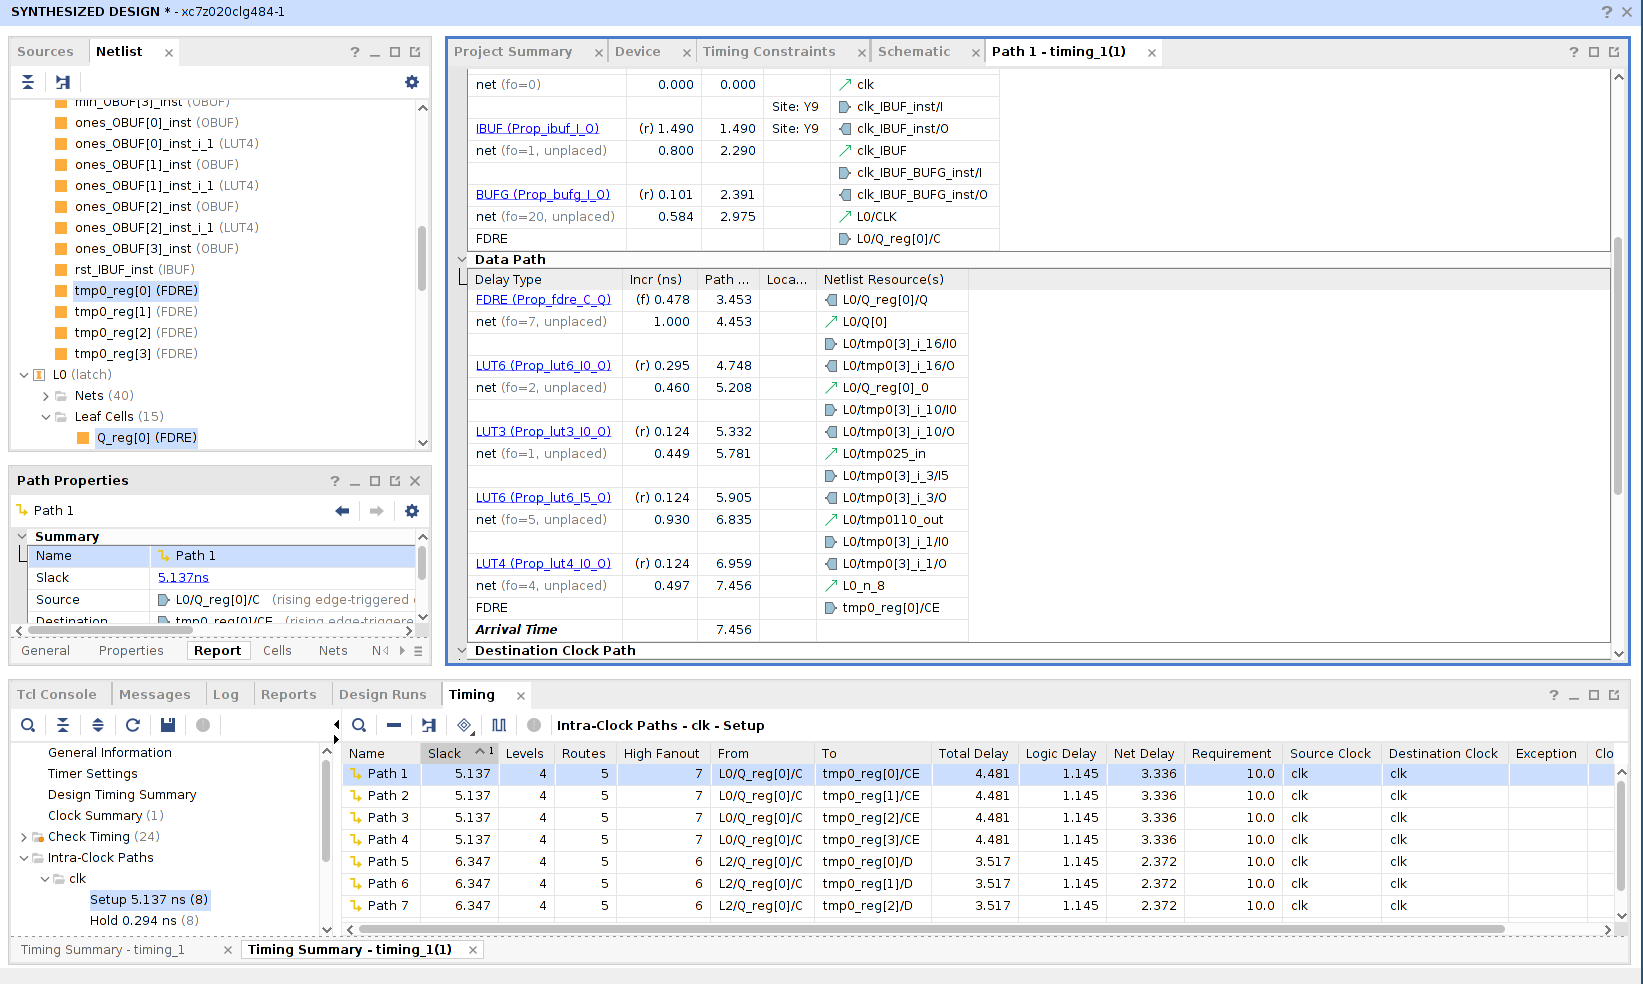 SYNTHESIZED DESIGN * - xc7z020clg484-1
Sources
Netlist
min_OBUF[3]_inst (OBUF)
ones_OBUF[0]_inst (OBUF)
ones_OBUF[0]_inst_i_1 (LUT4)
ones_OBUF[1]_inst (OBUF)
ones_OBUF[1]_inst_i_1 (LUT4)
ones_OBUF[2]_inst (OBUF)
ones_OBUF[2]_inst_i_1 (LUT4)
ones_OBUF[3]_inst (OBUF)
rst_IBUF_inst (IBUF)
tmp0_reg[0] (FDRE)
tmp0_reg[1] (FDRE)
tmp0_reg[2] (FDRE)
tmp0_reg[3] (FDRE)
L0 (latch)
Nets (40)
Leaf Cells (15)
Q_reg[0] (FDRE)
Path Properties
Path 1
Summary
Name Path 1
Slack 5.137ns
Source L0/Q_reg[0]/C (rising edge-triggered
Destination tmp0_reg[0]/CE (rising edge-triggere
General Properties Report Cells Nets N
Project Summary Device Timing Constraints Schematic Path 1 - timing_1(1)
net (fo=0) 0.000 0.000 clk
Site: Y9 clk_IBUF_inst/I
IBUF (Prop_ibuf_I_O) (r) 1.490 1.490 Site: Y9 clk_IBUF_inst/O
net (fo=1, unplaced) 0.800 2.290 clk_IBUF
clk_IBUF_BUFG_inst/I
BUFG (Prop_bufg_I_O) (r) 0.101 2.391 clk_IBUF_BUFG_inst/O
net (fo=20, unplaced) 0.584 2.975 L0/CLK
FDRE L0/Q_reg[0]/C
Data Path
Delay Type Incr (ns) Path ... Loca... Netlist Resource(s)
FDRE (Prop_fdre_C_Q) (f) 0.478 3.453 L0/Q_reg[0]/Q
net (fo=7, unplaced) 1.000 4.453 L0/Q[0]
L0/tmp0[3]_i_16/I0
LUT6 (Prop_lut6_I0_O) (r) 0.295 4.748 L0/tmp0[3]_i_16/O
net (fo=2, unplaced) 0.460 5.208 L0/Q_reg[0]_0
L0/tmp0[3]_i_10/I0
LUT3 (Prop_lut3_I0_O) (r) 0.124 5.332 L0/tmp0[3]_i_10/O
net (fo=1, unplaced) 0.449 5.781 L0/tmp025_in
L0/tmp0[3]_i_3/I5
LUT6 (Prop_lut6_I5_O) (r) 0.124 5.905 L0/tmp0[3]_i_3/O
net (fo=5, unplaced) 0.930 6.835 L0/tmp0110_out
L0/tmp0[3]_i_1/I0
LUT4 (Prop_lut4_I0_O) (r) 0.124 6.959 L0/tmp0[3]_i_1/O
net (fo=4, unplaced) 0.497 7.456 L0_n_8
FDRE tmp0_reg[0]/CE
Arrival Time 7.456
Destination Clock Path
Tcl Console Messages Log Reports Design Runs Timing
Intra-Clock Paths - clk - Setup
General Information
Timer Settings
Design Timing Summary
Clock Summary (1)
Check Timing (24)
Intra-Clock Paths
clk
Setup 5.137 ns (8)
Hold 0.294 ns (8)
Name Slack 1 Levels Routes High Fanout From To Total Delay Logic Delay Net Delay Requirement Source Clock Destination Clock Exception Clo
Path 1 5.137 4 5 7 L0/Q_reg[0]/C tmp0_reg[0]/CE 4.481 1.145 3.336 10.0 clk clk
Path 2 5.137 4 5 7 L0/Q_reg[0]/C tmp0_reg[1]/CE 4.481 1.145 3.336 10.0 clk clk
Path 3 5.137 4 5 7 L0/Q_reg[0]/C tmp0_reg[2]/CE 4.481 1.145 3.336 10.0 clk clk
Path 4 5.137 4 5 7 L0/Q_reg[0]/C tmp0_reg[3]/CE 4.481 1.145 3.336 10.0 clk clk
Path 5 6.347 4 5 6 L2/Q_reg[0]/C tmp0_reg[0]/D 3.517 1.145 2.372 10.0 clk clk
Path 6 6.347 4 5 6 L2/Q_reg[0]/C tmp0_reg[1]/D 3.517 1.145 2.372 10.0 clk clk
Path 7 6.347 4 5 6 L2/Q_reg[0]/C tmp0_reg[2]/D 3.517 1.145 2.372 10.0 clk clk
Timing Summary - timing_1 Timing Summary - timing_1(1)